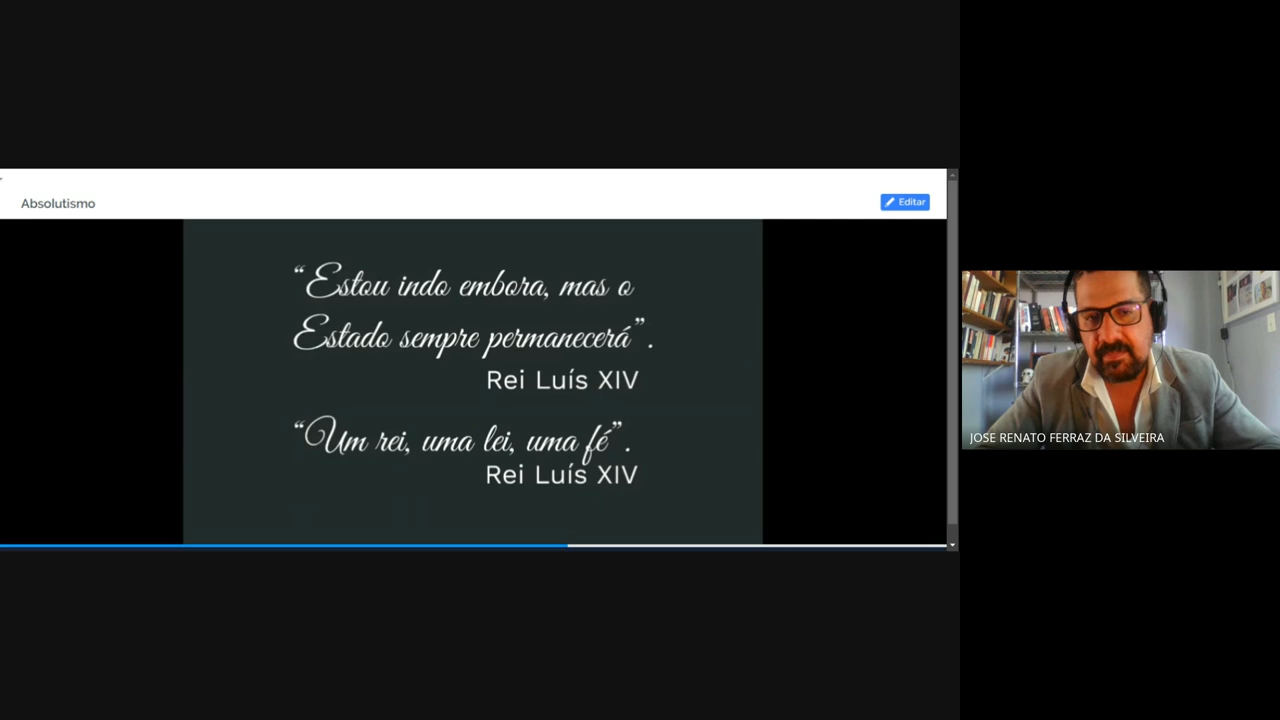 Absolutismo
Editar
“Estou indo embora, mas o
Estado sempre permanecerá”.
Rei Luís XIV
“Um rei, uma lei, uma fé”.
Rei Luís XIV
JOSE RENATO FERRAZ DA SILVEIRA